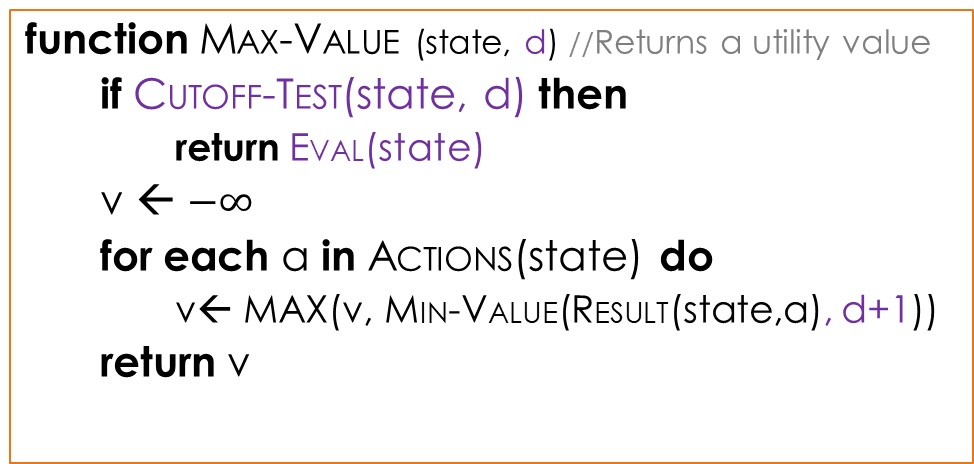 function MAX-VALUE (state, d) //Returns a utility value
if CUTOFF-TEST(state, d) then
return EVAL(state)
v ← −∞
for each a in ACTIONS(state) do
v← MAX(v, MIN-VALUE(RESULT(state,a), d+1))
return v